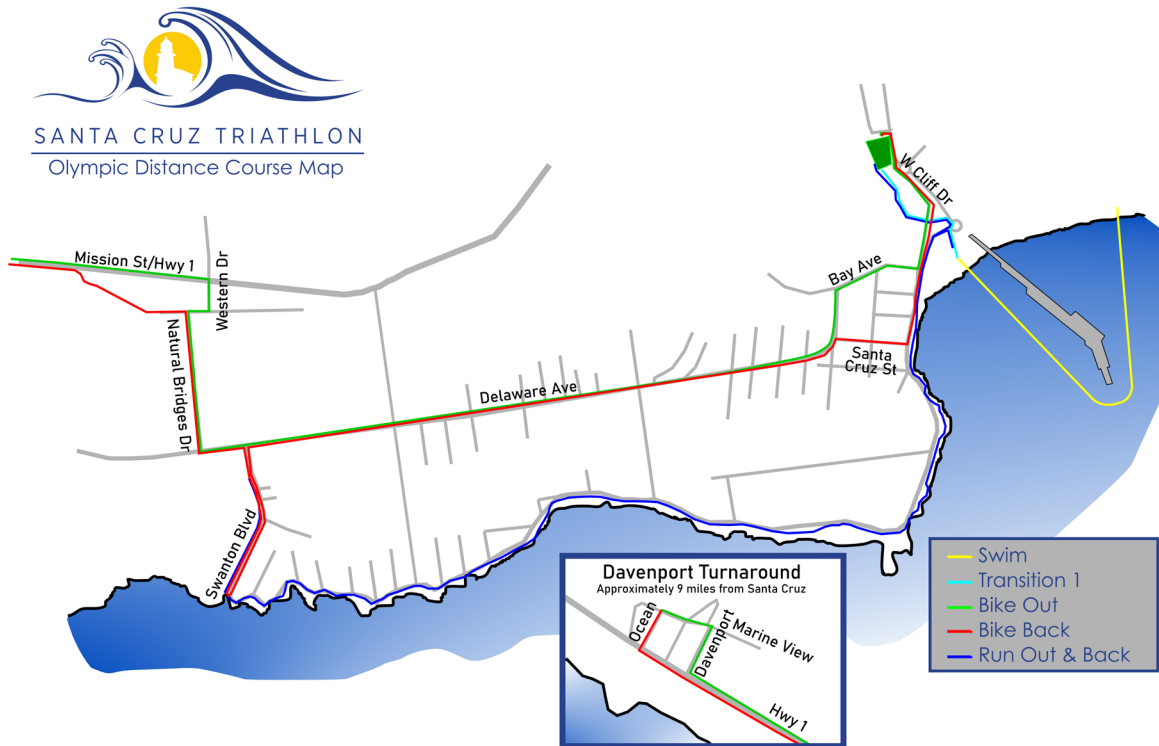 SANTA CRUZ TRIATHLON
Olympic Distance Course Map
W Cliff Dr
Mission St/Hwy 1
Western Dr
Bay Ave
Natural Bridges Dr
Santa
Cruz St
Delaware Ave
Swanton Blvd
Davenport Turnaround
Approximately 9 miles from Santa Cruz
Ocean
Davenport
Marine View
Hwy 1
Swim
Transition 1
Bike Out
Bike Back
Run Out & Back